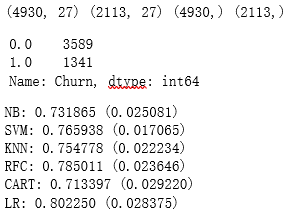 (4930, 27) (2113, 27) (4930,) (2113,)
0.0 3589
1.0 1341
Name: Churn, dtype: int64
NB: 0.731865 (0.025081)
SVM: 0.765938 (0.017065)
KNN: 0.754778 (0.022234)
RFC: 0.785011 (0.023646)
CART: 0.713397 (0.029220)
LR: 0.802250 (0.028375)